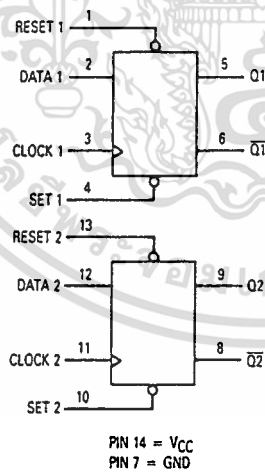 RESET 1 1
DATA 1 2 5 Q1
CLOCK 1 3 6 Q1̅
SET 1 4
RESET 2 13
DATA 2 12 9 Q2
CLOCK 2 11 8 Q2̅
SET 2 10
PIN 14 = VCC
PIN 7 = GND